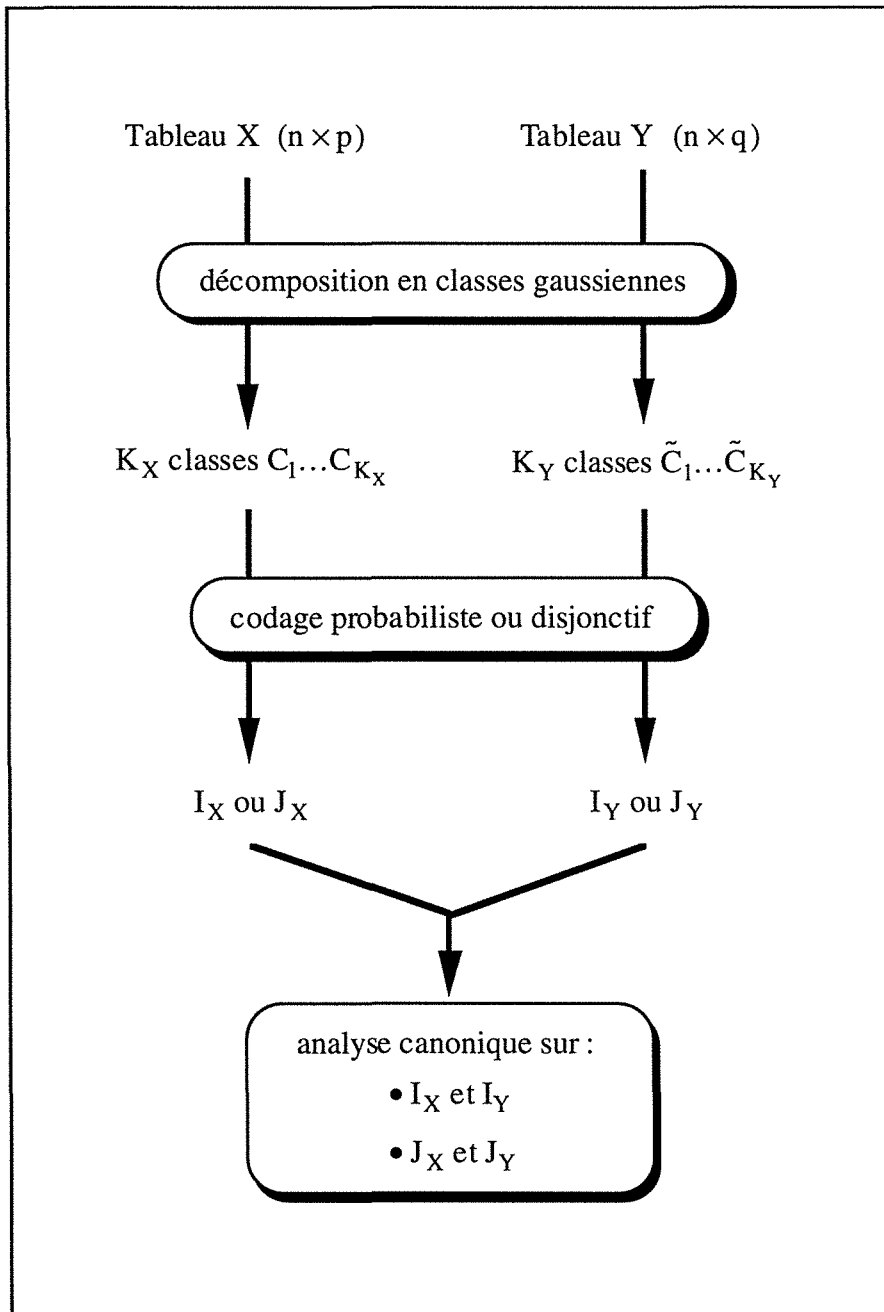 Tableau X (n × p) Tableau Y (n × q)
décomposition en classes gaussiennes
K_X classes C_1…C_{K_X} K_Y classes C̃_1…C̃_{K_Y}
codage probabiliste ou disjonctif
I_X ou J_X I_Y ou J_Y
analyse canonique sur :
• I_X et I_Y
• J_X et J_Y